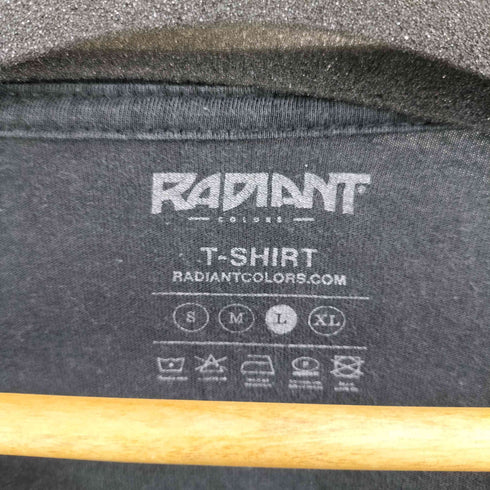 RADIANT
COLORS
T-SHIRT
RADIANTCOLORS.COM
S M L XL